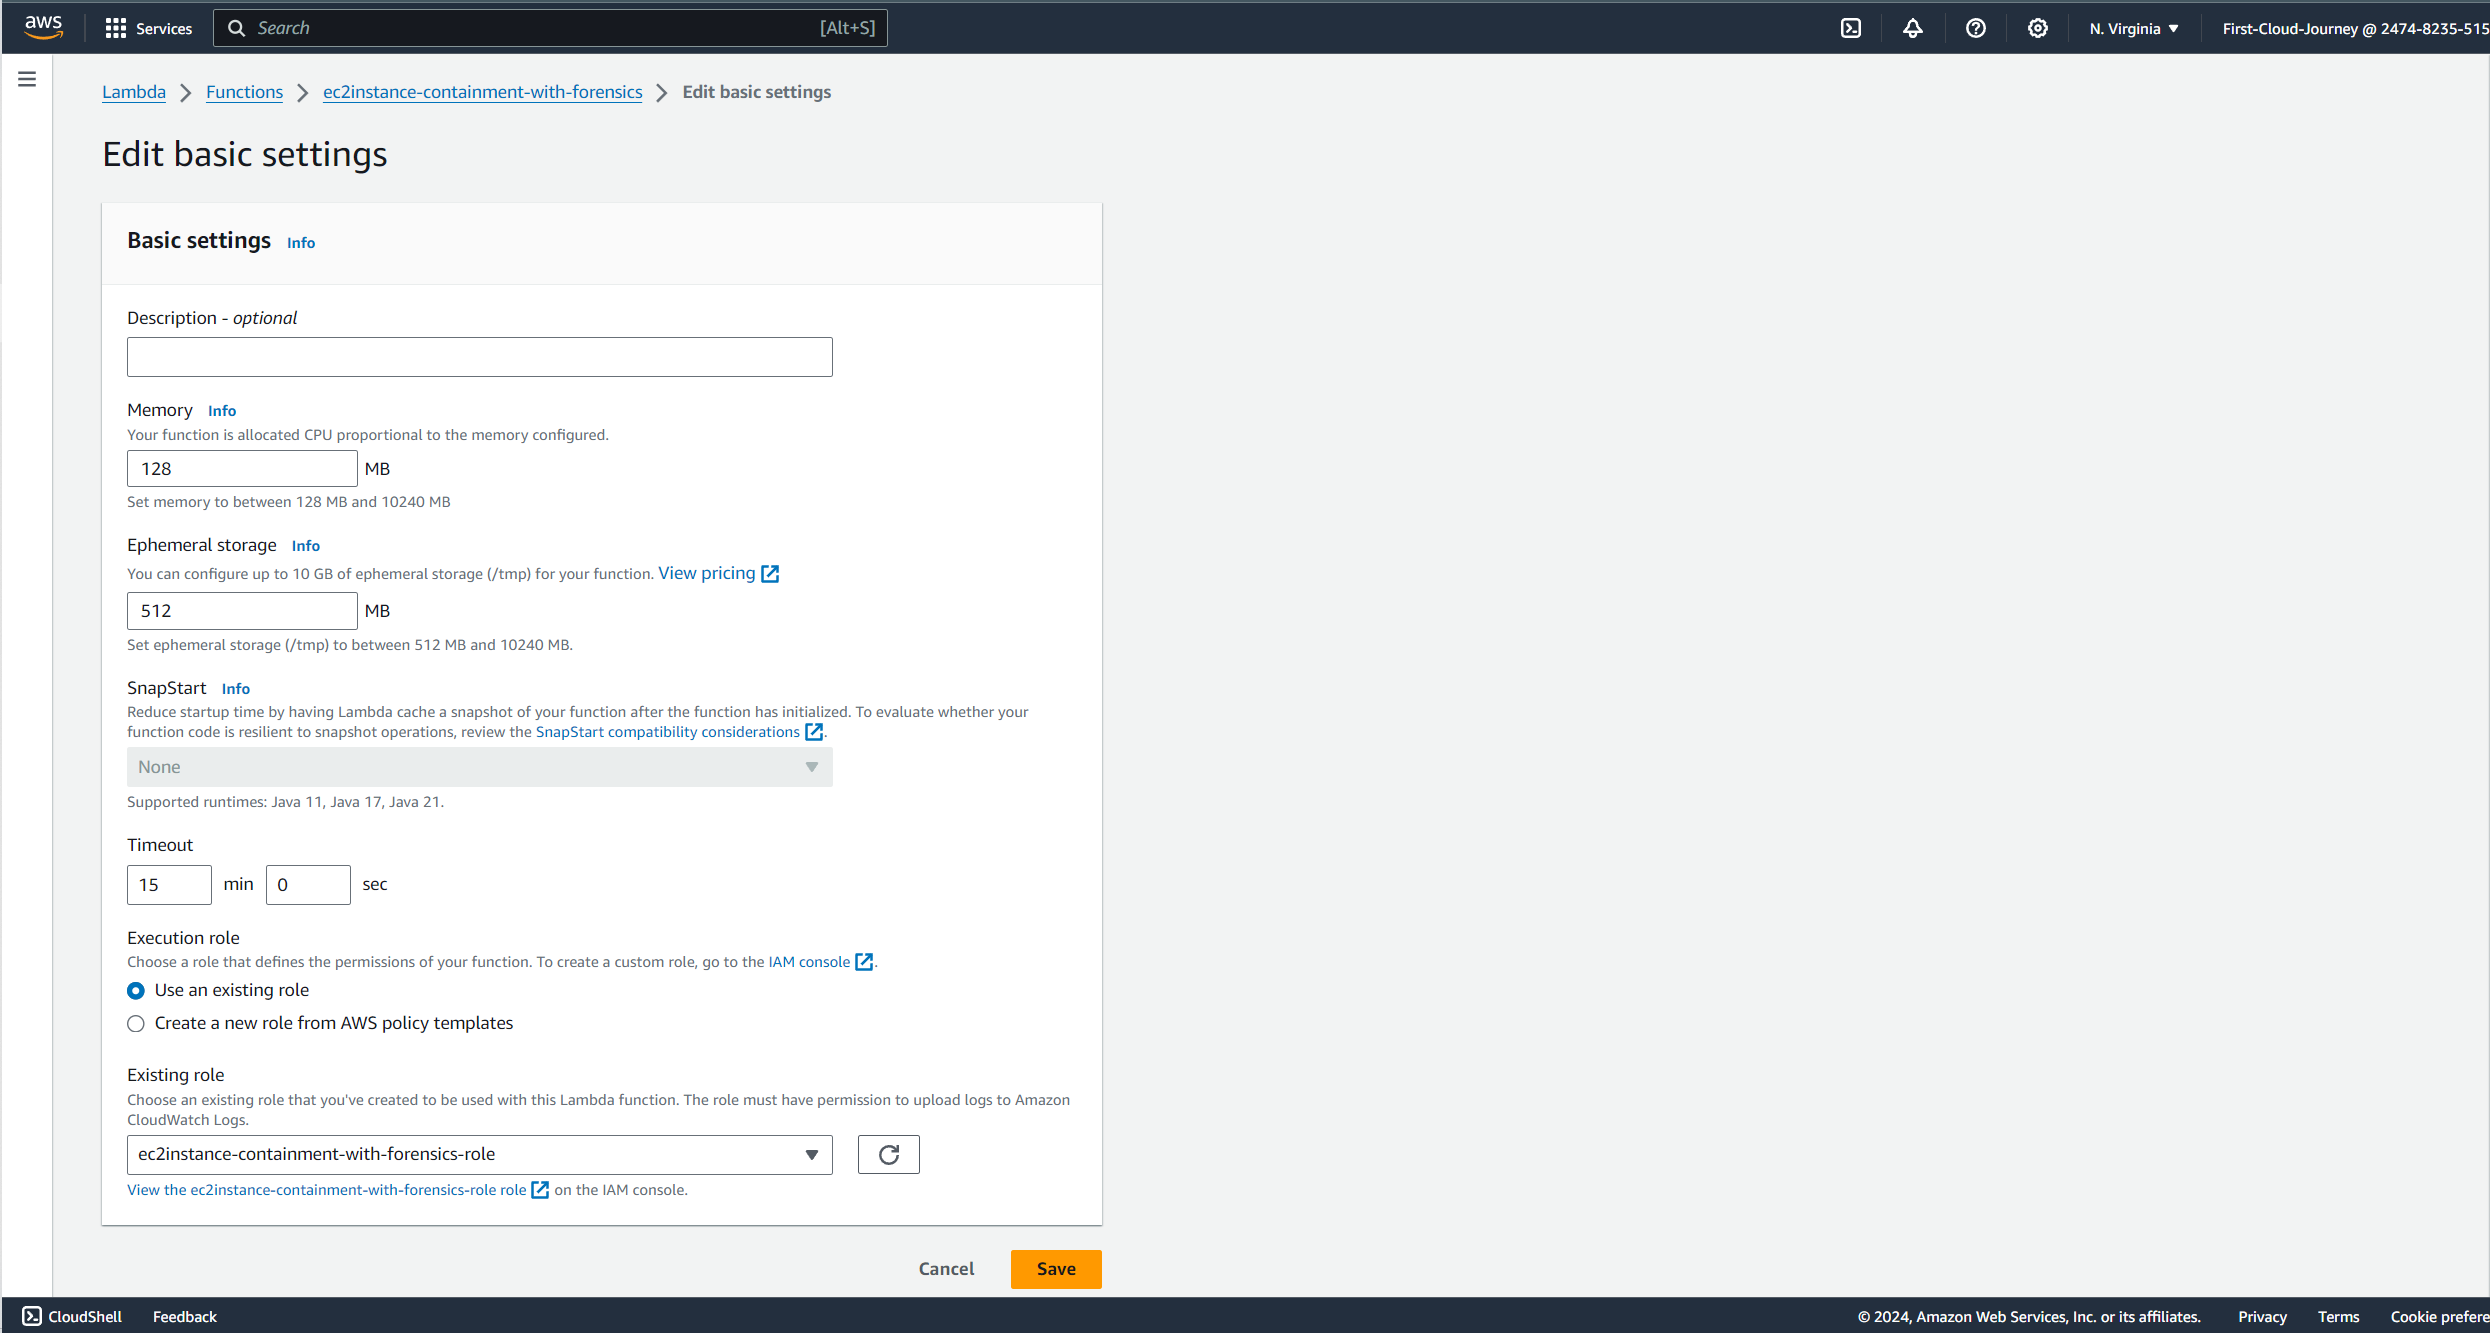 aws
Services
Search
[Alt+S]
N. Virginia
First-Cloud-Journey @ 2474-8235-515
Lambda
Functions
ec2instance-containment-with-forensics
Edit basic settings
Edit basic settings
Basic settings Info
Description - optional
Memory Info
Your function is allocated CPU proportional to the memory configured.
128 MB
Set memory to between 128 MB and 10240 MB
Ephemeral storage Info
You can configure up to 10 GB of ephemeral storage (/tmp) for your function. View pricing
512 MB
Set ephemeral storage (/tmp) to between 512 MB and 10240 MB.
SnapStart Info
Reduce startup time by having Lambda cache a snapshot of your function after the function has initialized. To evaluate whether your
function code is resilient to snapshot operations, review the SnapStart compatibility considerations.
None
Supported runtimes: Java 11, Java 17, Java 21.
Timeout
15 min 0 sec
Execution role
Choose a role that defines the permissions of your function. To create a custom role, go to the IAM console.
Use an existing role
Create a new role from AWS policy templates
Existing role
Choose an existing role that you've created to be used with this Lambda function. The role must have permission to upload logs to Amazon
CloudWatch Logs.
ec2instance-containment-with-forensics-role
View the ec2instance-containment-with-forensics-role role on the IAM console.
Cancel
Save
CloudShell
Feedback
© 2024, Amazon Web Services, Inc. or its affiliates.
Privacy
Terms
Cookie prefere